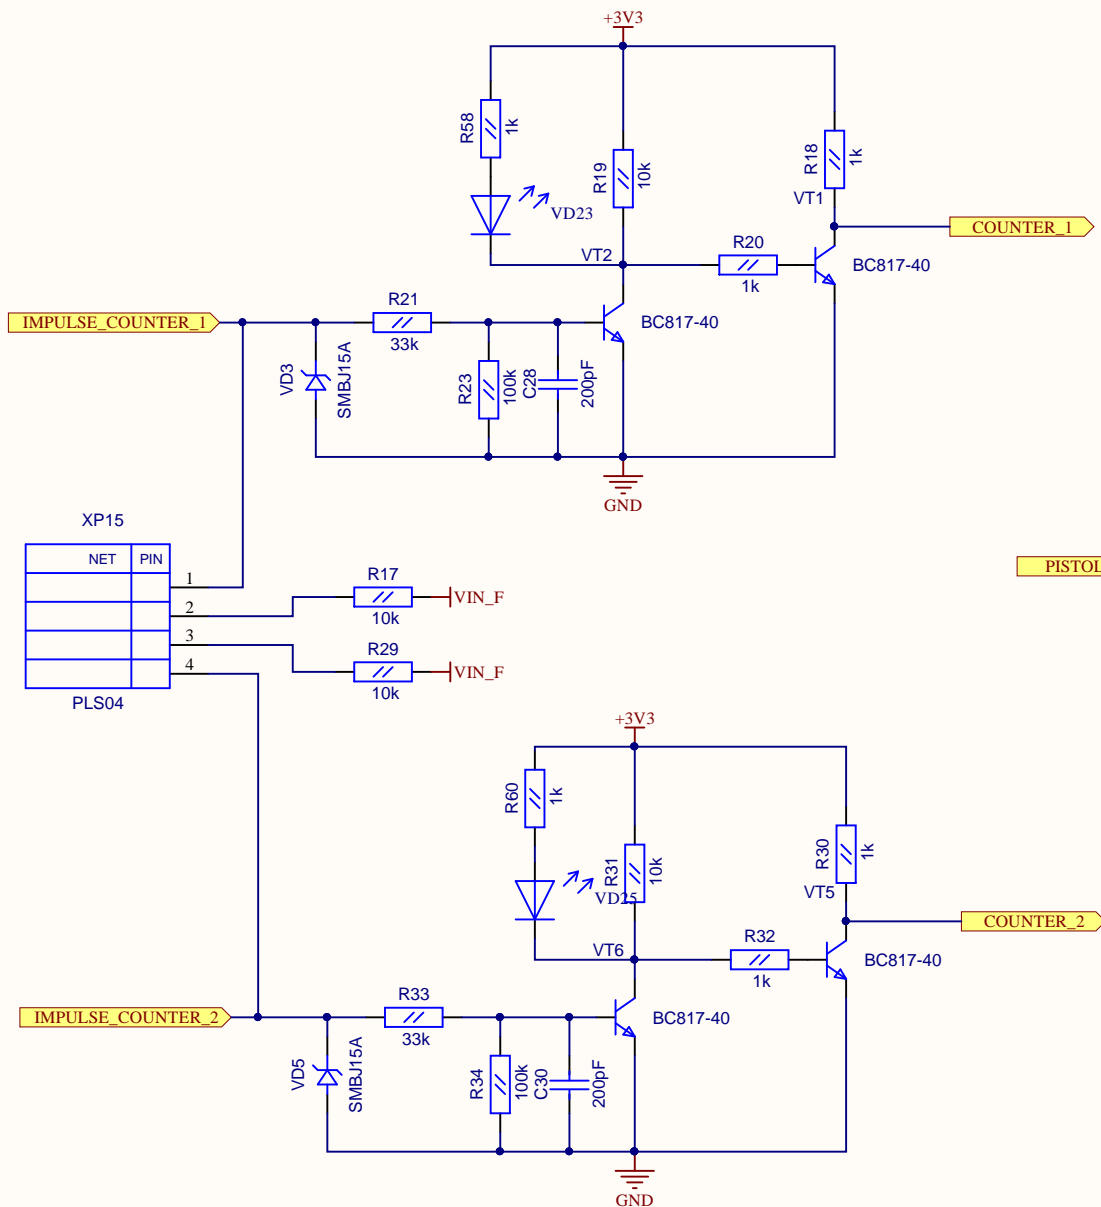 +3V3
R58
1k
R19
10k
R18
1k
VD23
VT1
COUNTER_1
VT2
R20
1k
BC817-40
IMPULSE_COUNTER_1
R21
33k
BC817-40
VD3
SMBJ15A
R23
100k
C28
200pF
GND
XP15
NET PIN
1
2
3
4
PLS04
R17
10k
VIN_F
R29
10k
VIN_F
PISTOL
+3V3
R60
1k
R31
10k
R30
1k
VD25
VT5
COUNTER_2
VT6
R32
1k
BC817-40
IMPULSE_COUNTER_2
R33
33k
BC817-40
VD5
SMBJ15A
R34
100k
C30
200pF
GND